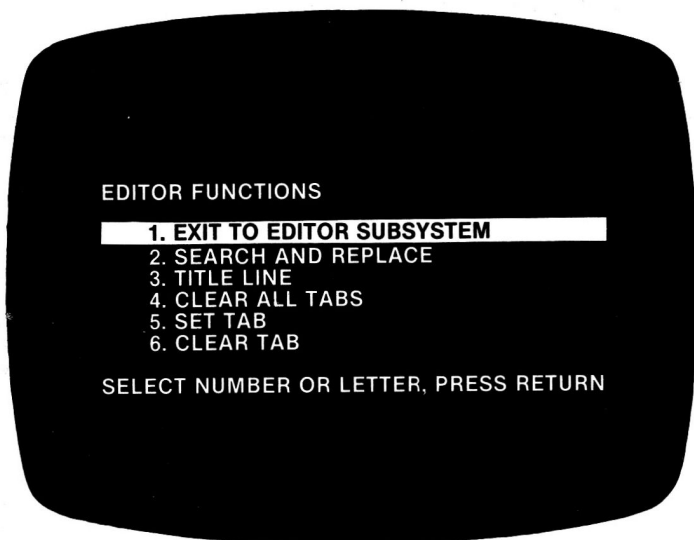 EDITOR FUNCTIONS
1. EXIT TO EDITOR SUBSYSTEM
2. SEARCH AND REPLACE
3. TITLE LINE
4. CLEAR ALL TABS
5. SET TAB
6. CLEAR TAB
SELECT NUMBER OR LETTER, PRESS RETURN